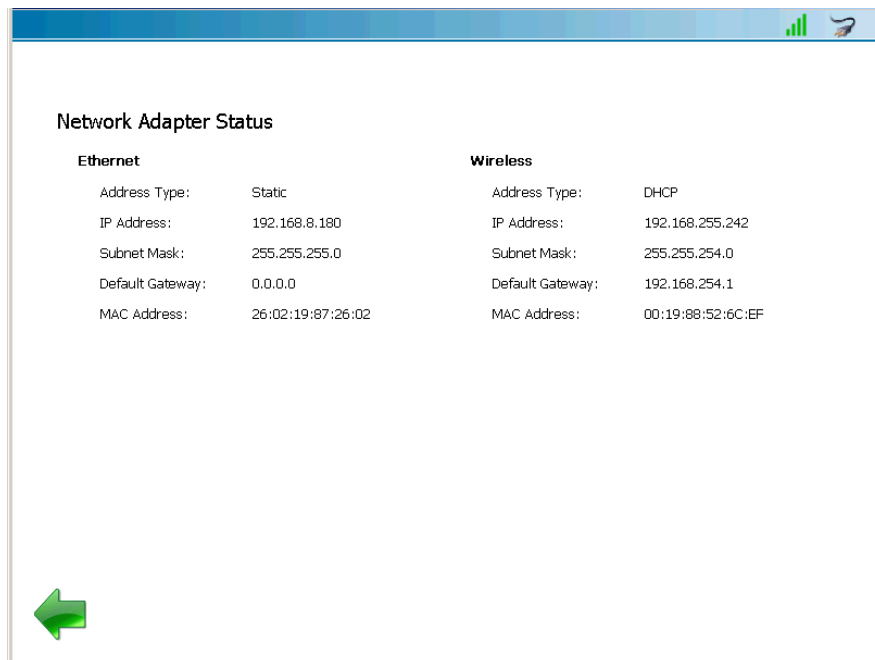 Network Adapter Status
Ethernet
Address Type: Static
IP Address: 192.168.8.180
Subnet Mask: 255.255.255.0
Default Gateway: 0.0.0.0
MAC Address: 26:02:19:87:26:02
Wireless
Address Type: DHCP
IP Address: 192.168.255.242
Subnet Mask: 255.255.254.0
Default Gateway: 192.168.254.1
MAC Address: 00:19:88:52:6C:EF